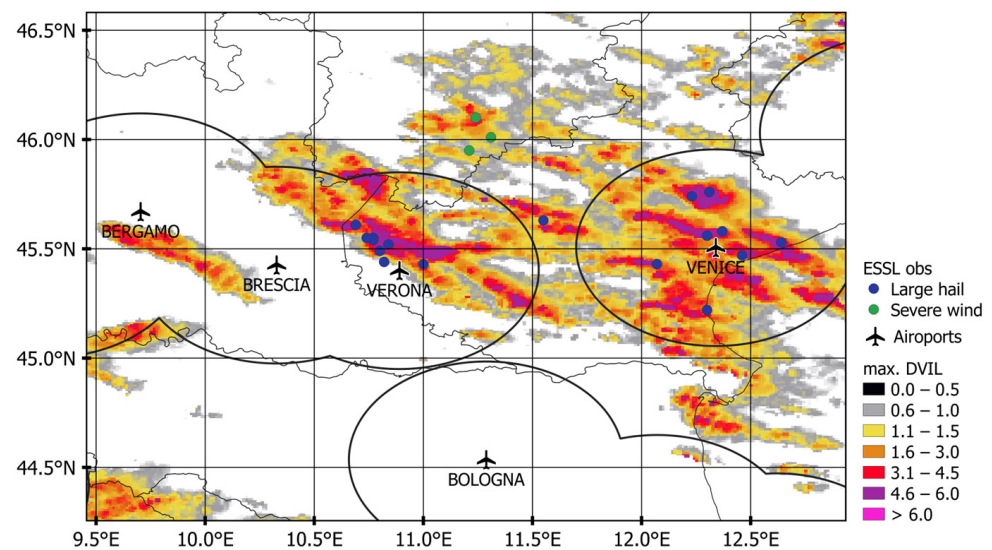 46.5°N
46.0°N
45.5°N
45.0°N
44.5°N
9.5°E
10.0°E
10.5°E
11.0°E
11.5°E
12.0°E
12.5°E
BERGAMO
BRESCIA
VERONA
VENICE
BOLOGNA
ESSL obs
Large hail
Severe wind
Airoports
max. DVIL
0.0 – 0.5
0.6 – 1.0
1.1 – 1.5
1.6 – 3.0
3.1 – 4.5
4.6 – 6.0
> 6.0